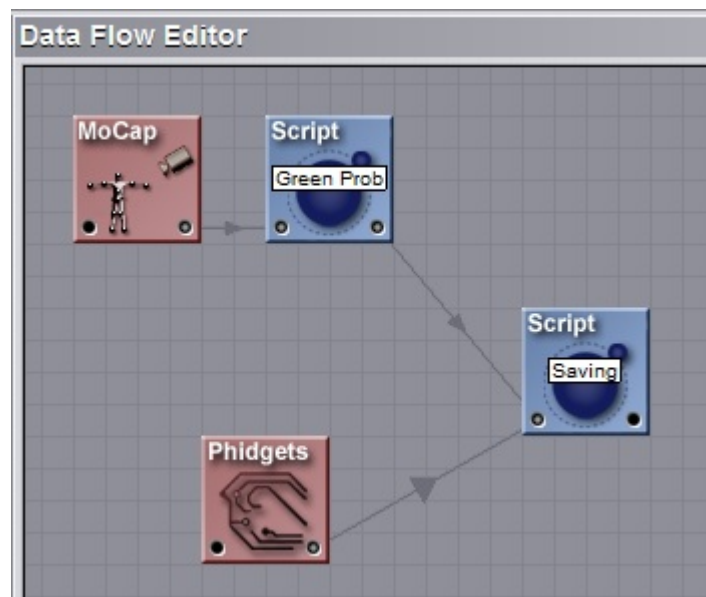 Data Flow Editor
MoCap
Script
Green Prob
Script
Saving
Phidgets